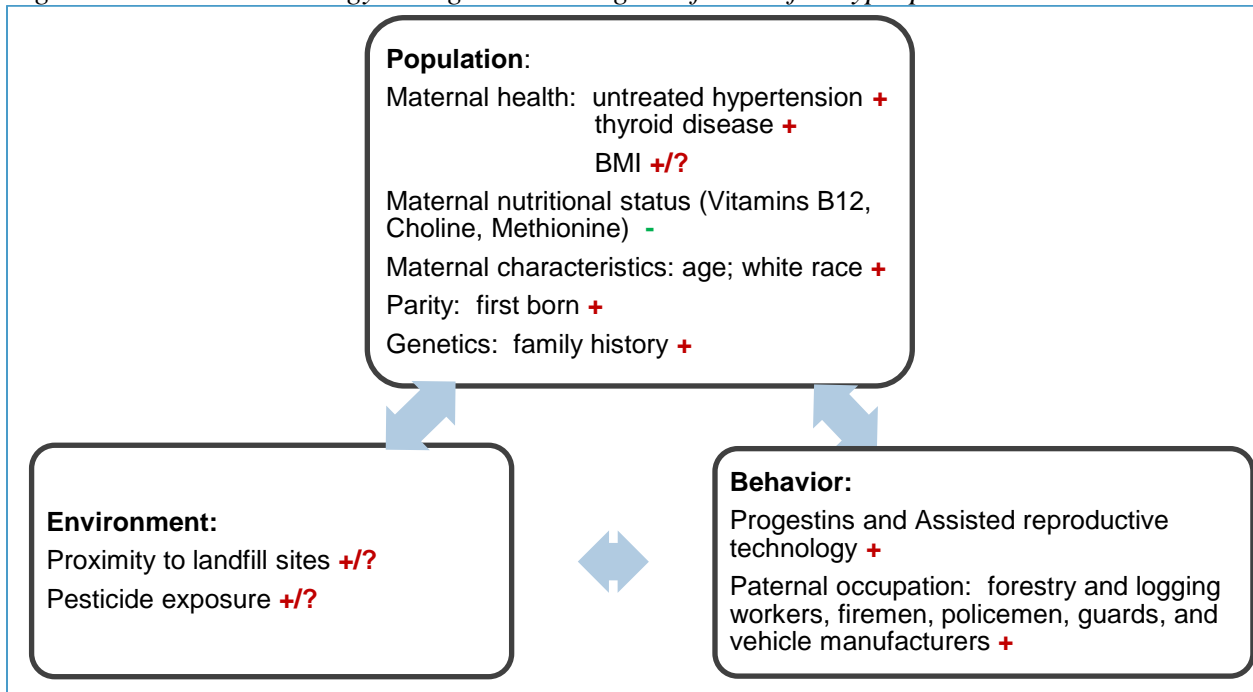 Population:
Maternal health: untreated hypertension +
thyroid disease +
BMI +/?
Maternal nutritional status (Vitamins B12,
Choline, Methionine) -
Maternal characteristics: age; white race +
Parity: first born +
Genetics: family history +
Environment:
Proximity to landfill sites +/?
Pesticide exposure +/?
Behavior:
Progestins and Assisted reproductive
technology +
Paternal occupation: forestry and logging
workers, firemen, policemen, guards, and
vehicle manufacturers +